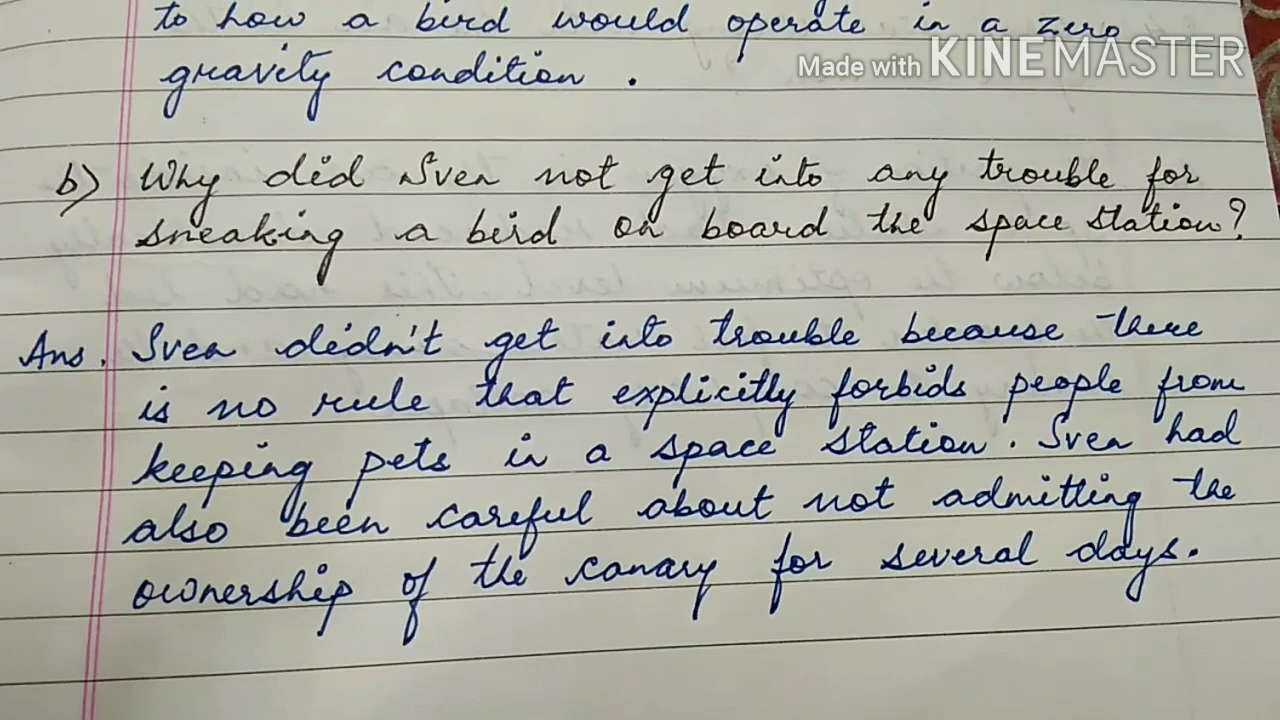 to how a bird would operate in a zero
Made with KINEMASTER
gravity condition .
b) Why did Sven not get into any trouble for
sneaking a bird on board the space station?
Ans. Sven didn't get into trouble because there
is no rule that explicitly forbids people from
keeping pets in a space station. Sven had
also been careful about not admitting the
ownership of the canary for several days.